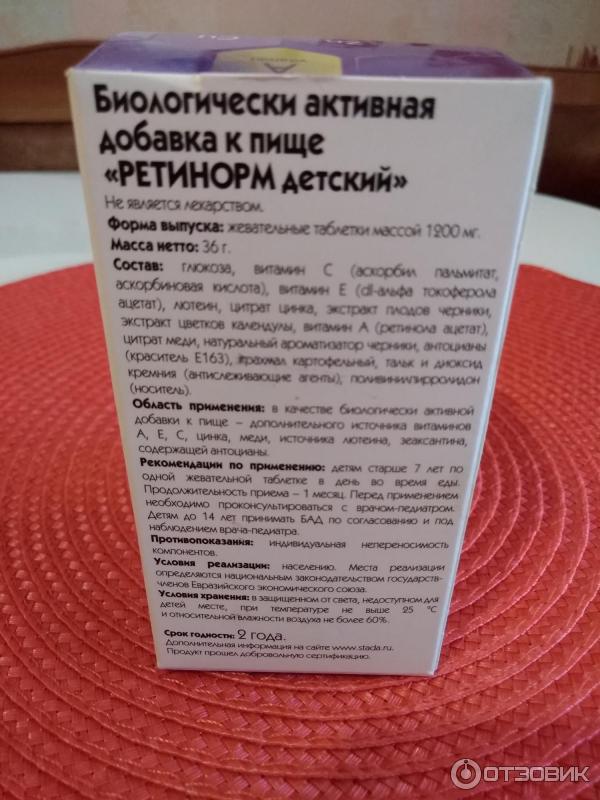 Биологически активная
добавка к пище
«РЕТИНОРМ детский»
Не является лекарством.
Форма выпуска: жевательные таблетки массой 1200 мг.
Масса нетто: 36 г.
Состав: глюкоза, витамин С (аскорбил пальмитат,
аскорбиновая кислота), витамин Е (dl-альфа токоферола
ацетат), лютеин, цитрат цинка, экстракт плодов черники,
экстракт цветков календулы, витамин А (ретинола ацетат),
цитрат меди, натуральный ароматизатор черники, антоцианы
(краситель Е163), крахмал картофельный, тальк и диоксид
кремния (антислеживающие агенты), поливинилпирролидон
(носитель).
Область применения: в качестве биологически активной
добавки к пище – дополнительного источника витаминов
А, Е, С, цинка, меди, источника лютеина, зеаксантина,
содержащей антоцианы.
Рекомендации по применению: детям старше 7 лет по
одной жевательной таблетке в день во время еды.
Продолжительность приема – 1 месяц. Перед применением
необходимо проконсультироваться с врачом-педиатром.
Детям до 14 лет принимать БАД по согласованию и под
наблюдением врача-педиатра.
Противопоказания: индивидуальная непереносимость
компонентов.
Условия реализации: населению. Места реализации
определяются национальным законодательством государств-
членов Евразийского экономического союза.
Условия хранения: в защищенном от света, недоступном для
детей месте, при температуре не выше 25 °С
и относительной влажности воздуха не более 60%.
Срок годности: 2 года.
Дополнительная информация на сайте www.stada.ru.
Продукт прошел добровольную сертификацию.
ОТЗОВИК